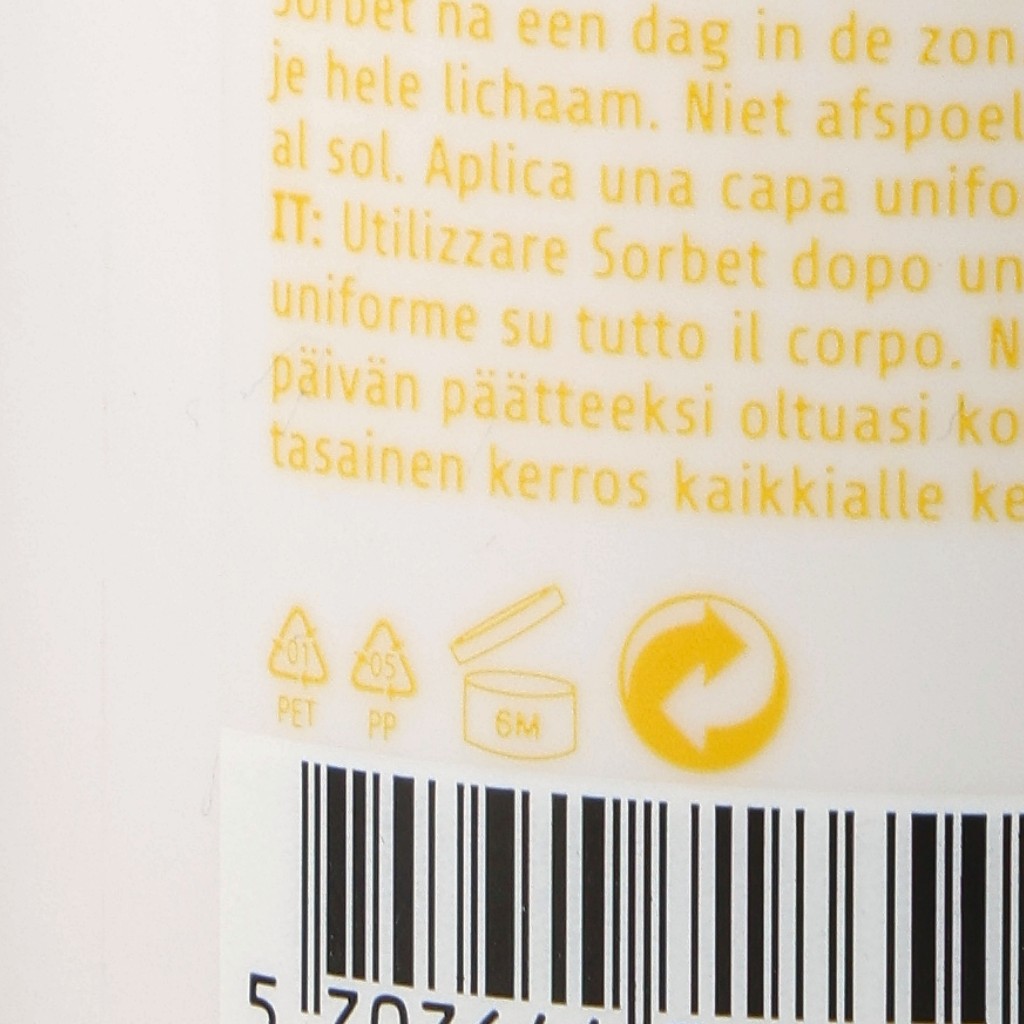 Sorbet na een dag in de zon
je hele lichaam. Niet afspoel
al sol. Aplica una capa unifo
IT: Utilizzare Sorbet dopo un
uniforme su tutto il corpo. N
päivän päätteeksi oltuasi ko
tasainen kerros kaikkialle ke
01 05 6M
PET PP
5